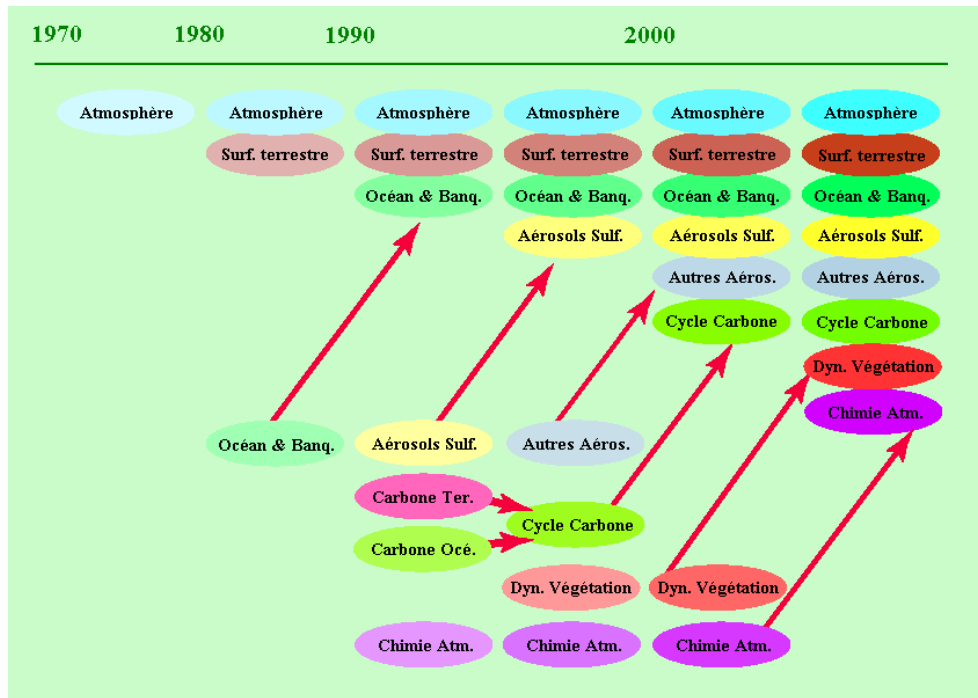 1970 1980 1990 2000
Atmosphère Atmosphère Atmosphère Atmosphère Atmosphère Atmosphère
Surf. terrestre Surf. terrestre Surf. terrestre Surf. terrestre Surf. terrestre
Océan & Banq. Océan & Banq. Océan & Banq. Océan & Banq.
Aérosols Sulf. Aérosols Sulf. Aérosols Sulf.
Autres Aéros. Autres Aéros.
Cycle Carbone Cycle Carbone
Dyn. Végétation
Chimie Atm.
Océan & Banq. Aérosols Sulf. Autres Aéros.
Carbone Ter.
Cycle Carbone
Carbone Océ.
Dyn. Végétation Dyn. Végétation
Chimie Atm. Chimie Atm. Chimie Atm.